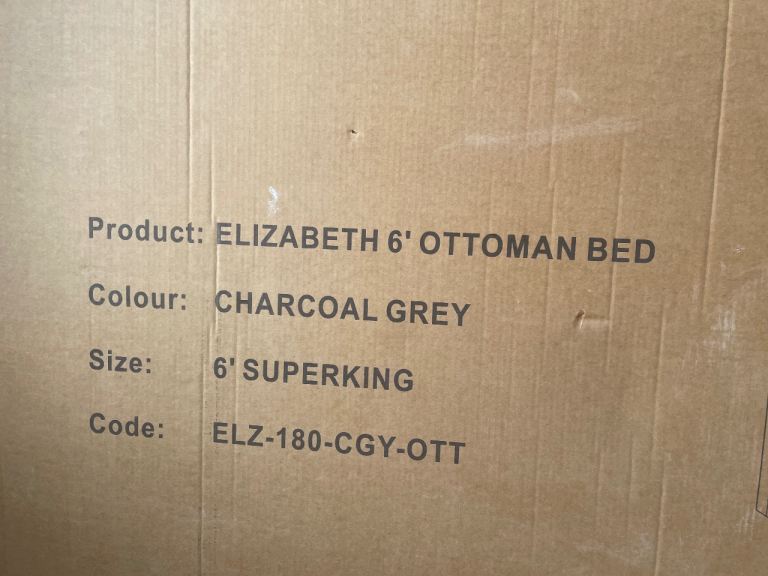 Product: ELIZABETH 6' OTTOMAN BED
Colour: CHARCOAL GREY
Size: 6' SUPERKING
Code: ELZ-180-CGY-OTT